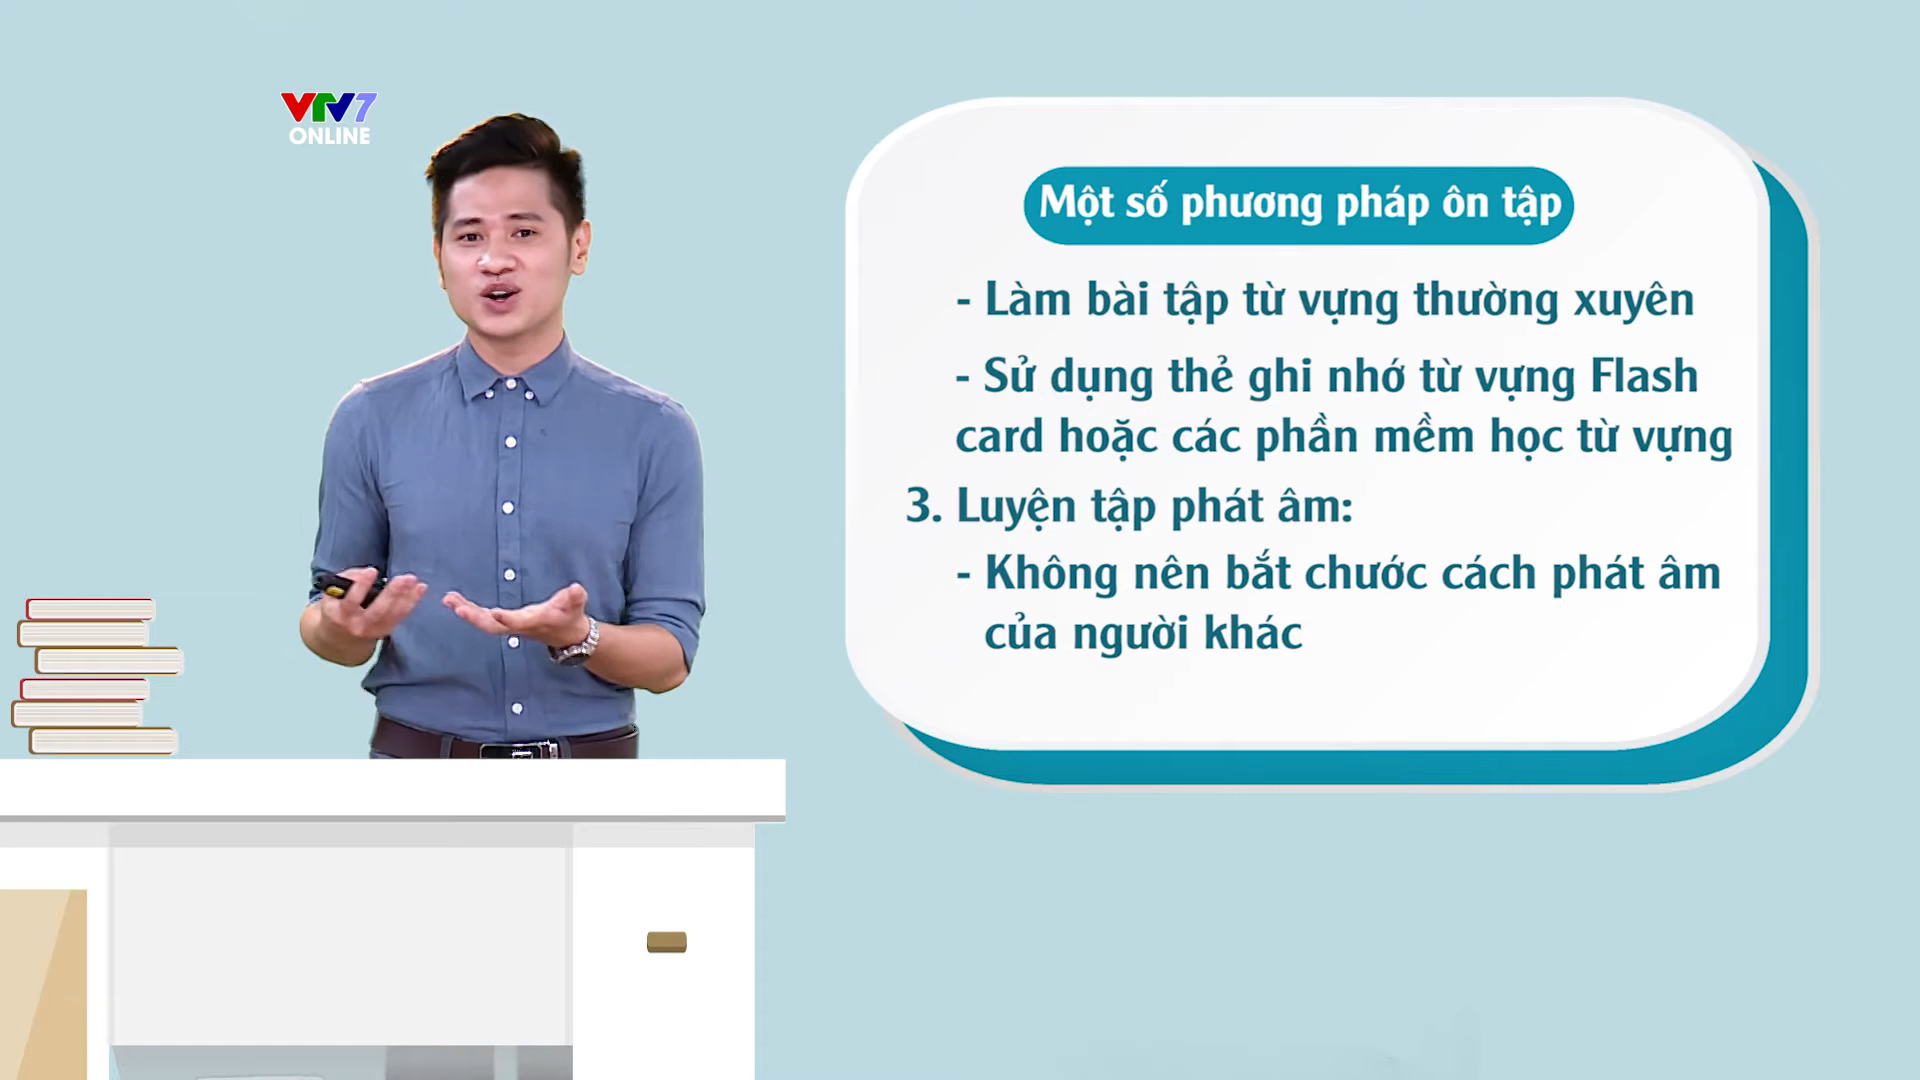 VTV7
ONLINE
Một số phương pháp ôn tập
- Làm bài tập từ vựng thường xuyên
- Sử dụng thẻ ghi nhớ từ vựng Flash
card hoặc các phần mềm học từ vựng
3. Luyện tập phát âm:
- Không nên bắt chước cách phát âm
của người khác